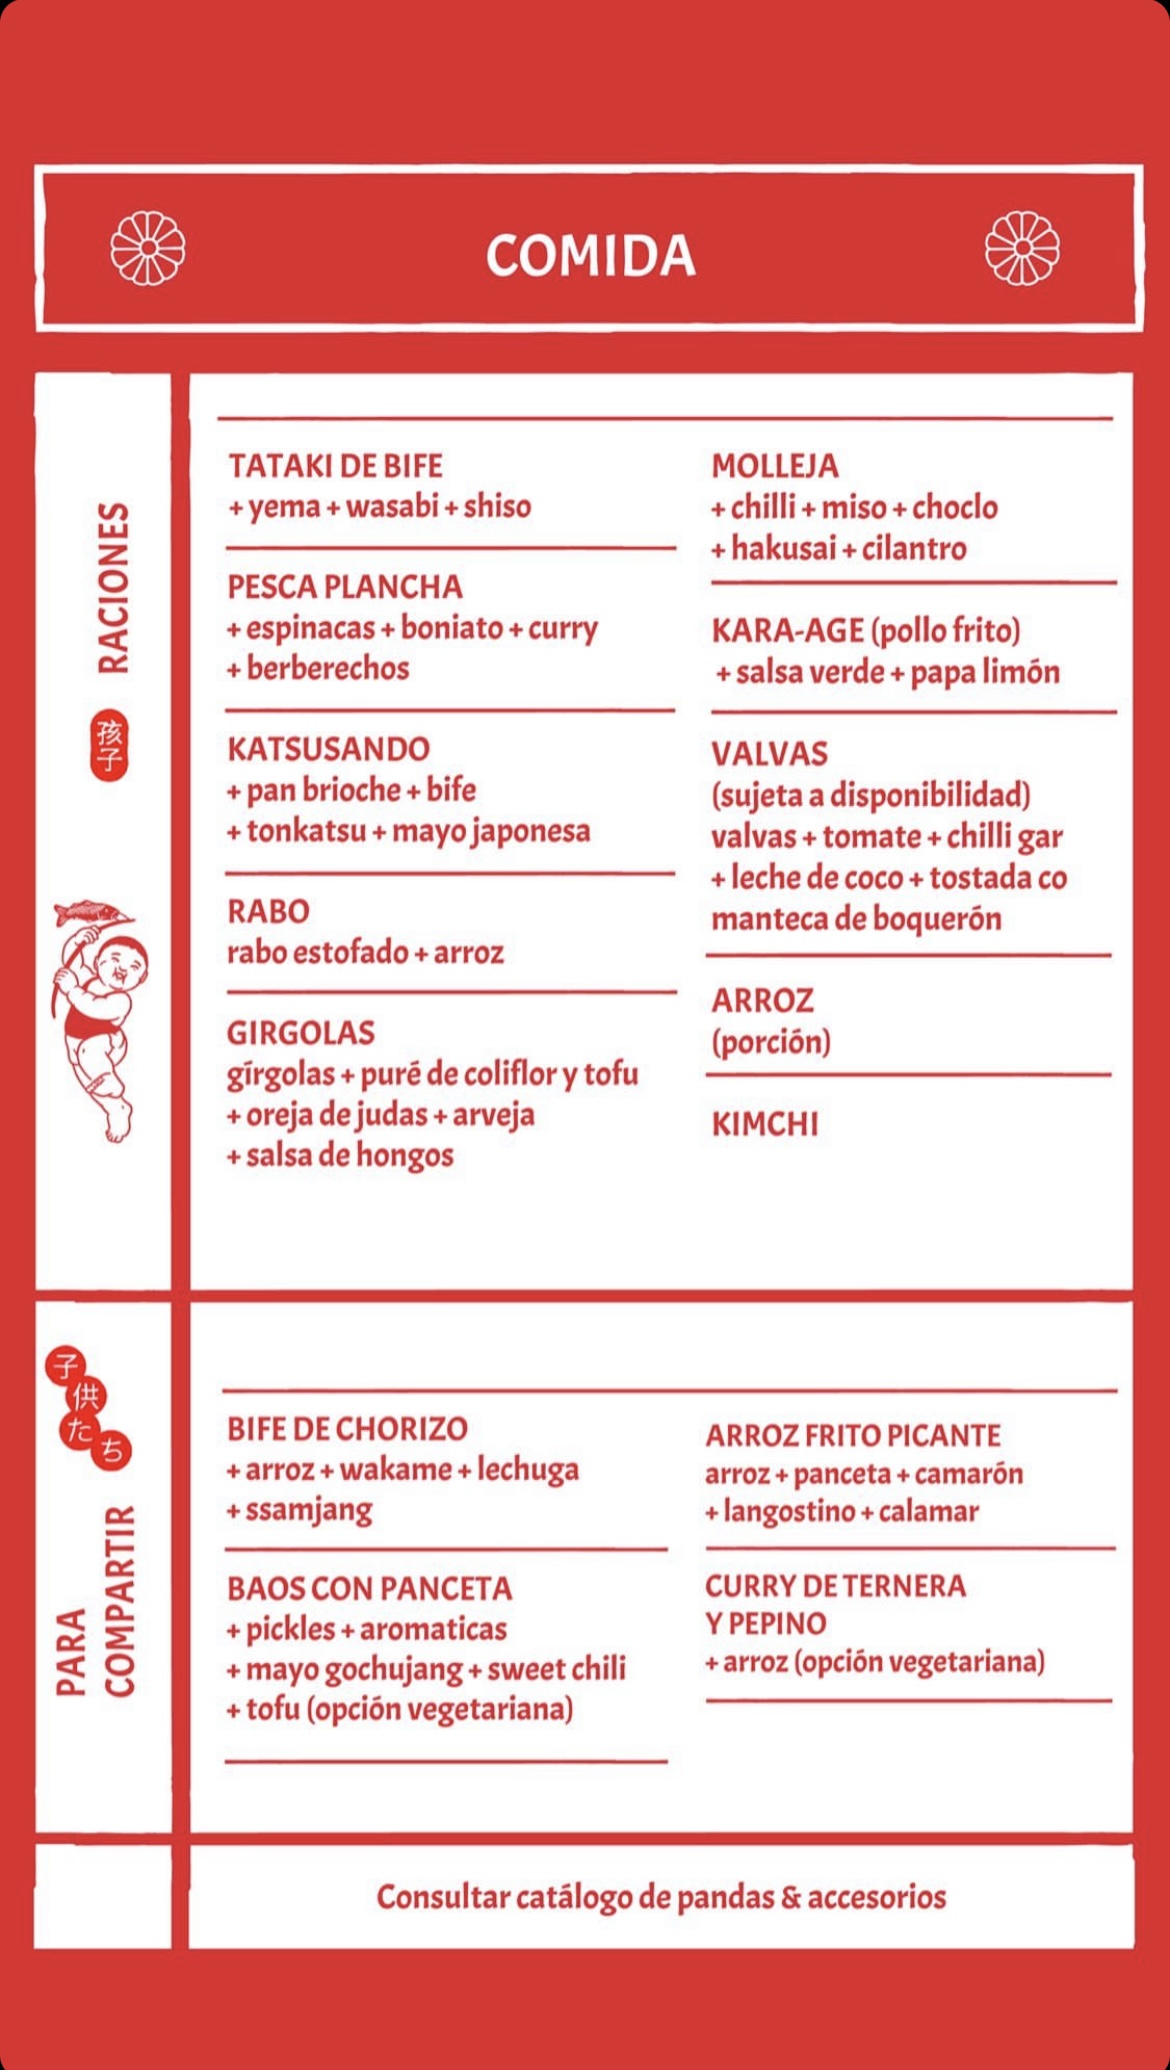 COMIDA
RACIONES
孩子
TATAKI DE BIFE
+ yema + wasabi + shiso
PESCA PLANCHA
+ espinacas + boniato + curry
+ berberechos
KATSUSANDO
+ pan brioche + bife
+ tonkatsu + mayo japonesa
RABO
rabo estofado + arroz
GIRGOLAS
gírgolas + puré de coliflor y tofu
+ oreja de judas + arveja
+ salsa de hongos
MOLLEJA
+ chilli + miso + choclo
+ hakusai + cilantro
KARA-AGE (pollo frito)
+ salsa verde + papa limón
VALVAS
(sujeta a disponibilidad)
valvas + tomate + chilli gar
+ leche de coco + tostada co
manteca de boquerón
ARROZ
(porción)
KIMCHI
子供たち
PARA
COMPARTIR
BIFE DE CHORIZO
+ arroz + wakame + lechuga
+ ssamjang
BAOS CON PANCETA
+ pickles + aromaticas
+ mayo gochujang + sweet chili
+ tofu (opción vegetariana)
ARROZ FRITO PICANTE
arroz + panceta + camarón
+ langostino + calamar
CURRY DE TERNERA
Y PEPINO
+ arroz (opción vegetariana)
Consultar catálogo de pandas & accesorios